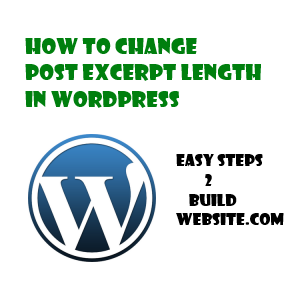 HOW TO CHANGE
POST EXCERPT LENGTH
IN WORDPRESS
W
EASY STEPS
2
BUILD
WEBSITE.COM